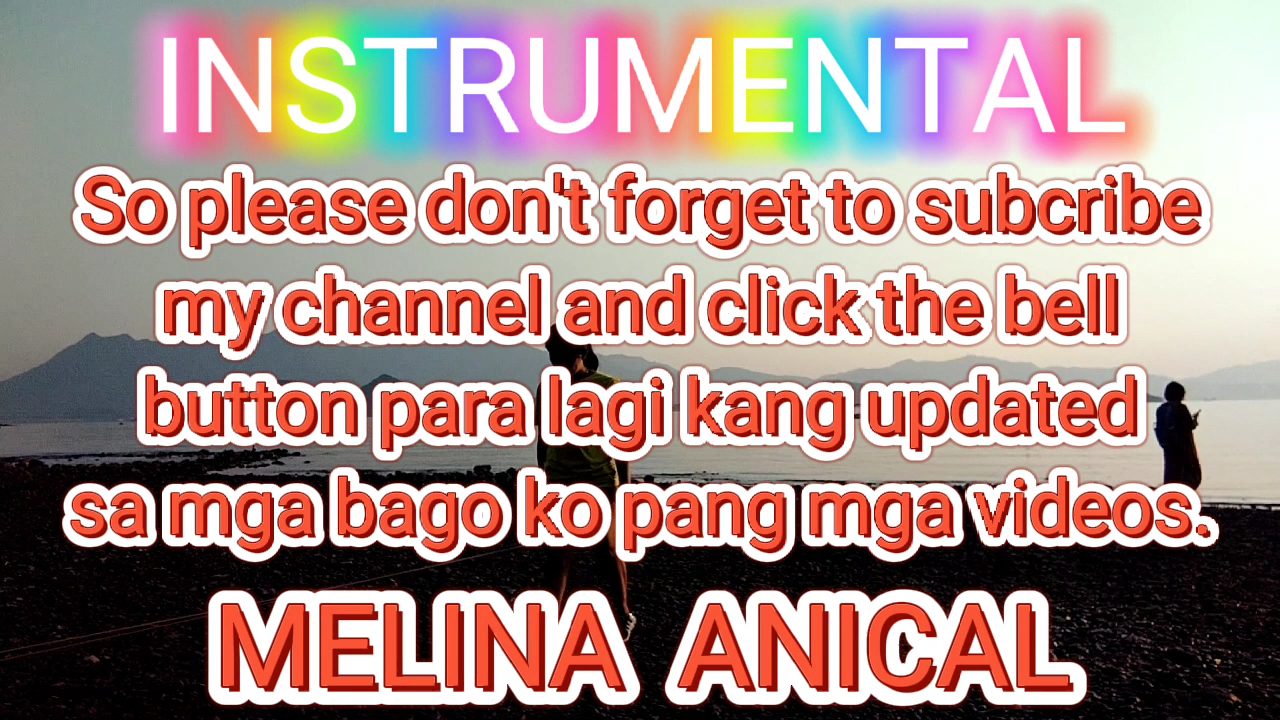 INSTRUMENTAL
So please don't forget to subcribe
my channel and click the bell
button para lagi kang updated
sa mga bago ko pang mga videos.
MELINA ANICAL